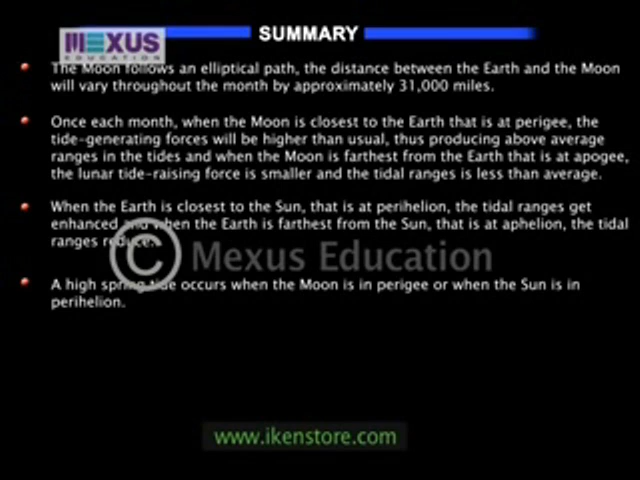 SUMMARY
MEXUS
EDUCATION
The Moon follows an elliptical path, the distance between the Earth and the Moon
will vary throughout the month by approximately 31,000 miles.
Once each month, when the Moon is closest to the Earth that is at perigee, the
tide-generating forces will be higher than usual, thus producing above average
ranges in the tides and when the Moon is farthest from the Earth that is at apogee,
the lunar tide-raising force is smaller and the tidal ranges is less than average.
When the Earth is closest to the Sun, that is at perihelion, the tidal ranges get
enhanced and when the Earth is farthest from the Sun, that is at aphelion, the tidal
ranges reduce.
© Mexus Education
A high spring tide occurs when the Moon is in perigee or when the Sun is in
perihelion.
www.ikenstore.com